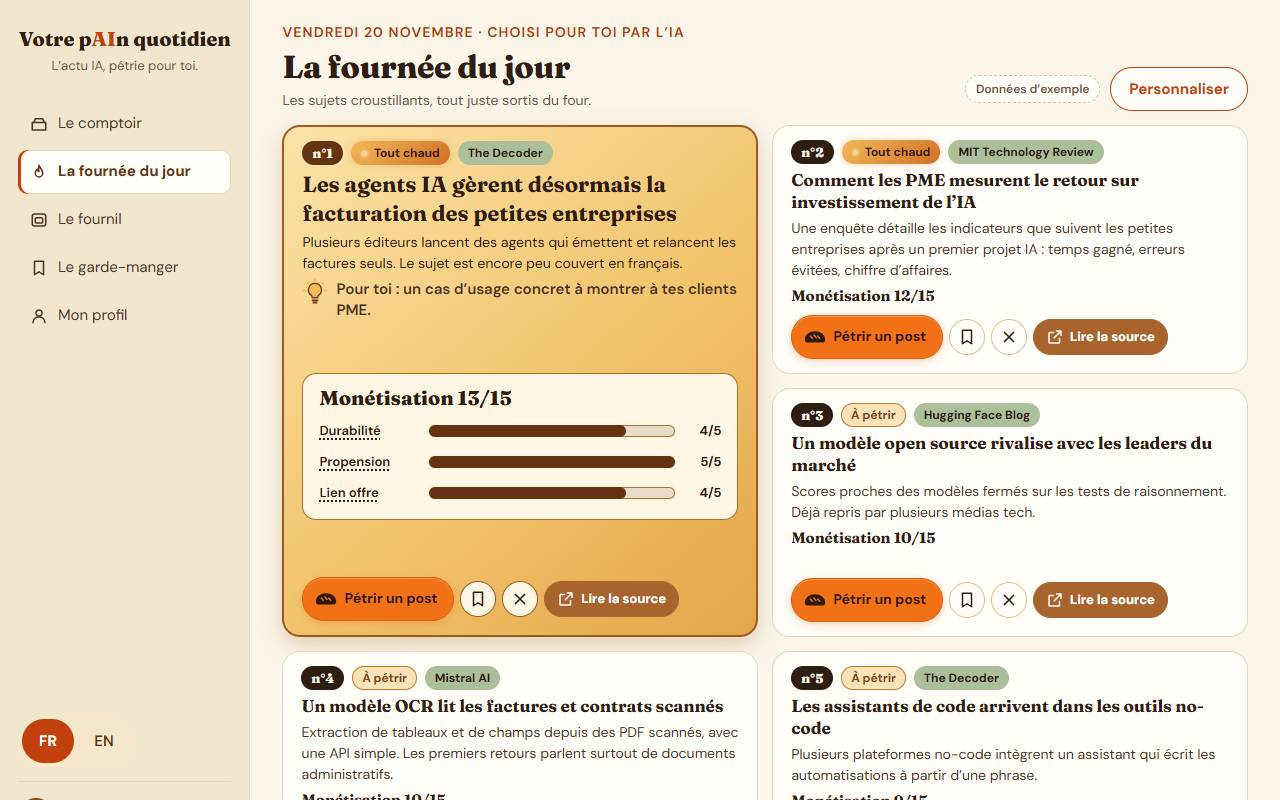 Votre pAIn quotidien
L'actu IA, pétrie pour toi.
Le comptoir
La fournée du jour
Le fournil
Le garde-manger
Mon profil
FR
EN
VENDREDI 20 NOVEMBRE · CHOISI POUR TOI PAR L'IA
La fournée du jour
Les sujets croustillants, tout juste sortis du four.
Données d'exemple
Personnaliser
n°1
Tout chaud
The Decoder
Les agents IA gèrent désormais la
facturation des petites entreprises
Plusieurs éditeurs lancent des agents qui émettent et relancent les
factures seuls. Le sujet est encore peu couvert en français.
Pour toi : un cas d'usage concret à montrer à tes clients
PME.
Monétisation 13/15
Durabilité 4/5
Propension 5/5
Lien offre 4/5
Pétrir un post
Lire la source
n°2
Tout chaud
MIT Technology Review
Comment les PME mesurent le retour sur
investissement de l'IA
Une enquête détaille les indicateurs que suivent les petites
entreprises après un premier projet IA : temps gagné, erreurs
évitées, chiffre d'affaires.
Monétisation 12/15
Pétrir un post
Lire la source
n°3
À pétrir
Hugging Face Blog
Un modèle open source rivalise avec les leaders du
marché
Scores proches des modèles fermés sur les tests de raisonnement.
Déjà repris par plusieurs médias tech.
Monétisation 10/15
Pétrir un post
Lire la source
n°4
À pétrir
Mistral AI
Un modèle OCR lit les factures et contrats scannés
Extraction de tableaux et de champs depuis des PDF scannés, avec
une API simple. Les premiers retours parlent surtout de documents
administratifs.
Monétisation 10/15
n°5
À pétrir
The Decoder
Les assistants de code arrivent dans les outils no-
code
Plusieurs plateformes no-code intègrent un assistant qui écrit les
automatisations à partir d'une phrase.
Monétisation 9/15